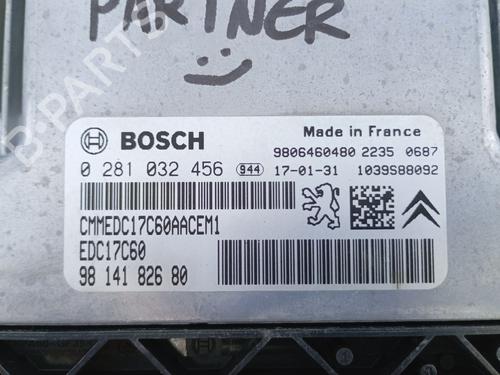 PARTNER
B-PARTS
BOSCH
Made in France
0 281 032 456 944
9806460480 2235 0687
17-01-31 1039S88092
CMMEDC17C60AACEM1
EDC17C60
98 141 826 80